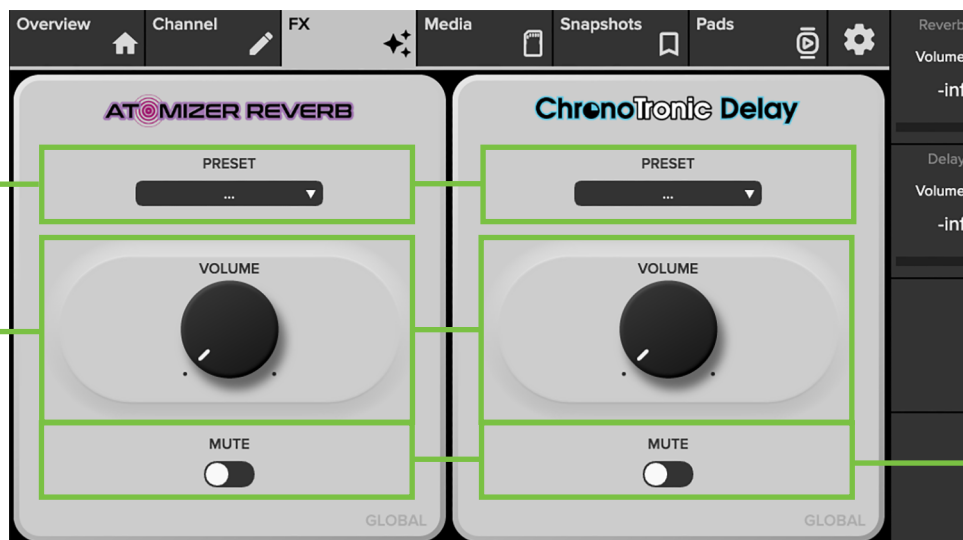 Overview
Channel
FX
Media
Snapshots
Pads
ATOMIZER REVERB
PRESET
...
VOLUME
MUTE
GLOBAL
ChronoTronic Delay
PRESET
...
VOLUME
MUTE
GLOBAL
Reverb
Volume
-inf
Delay
Volume
-inf